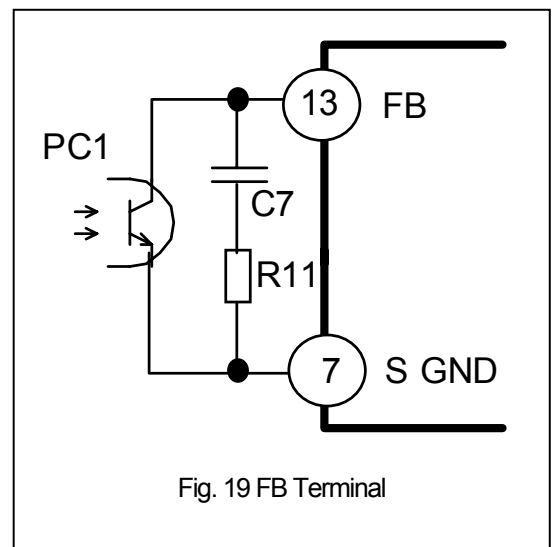 13 FB
PC1
C7
R11
7 S GND
Fig. 19 FB Terminal